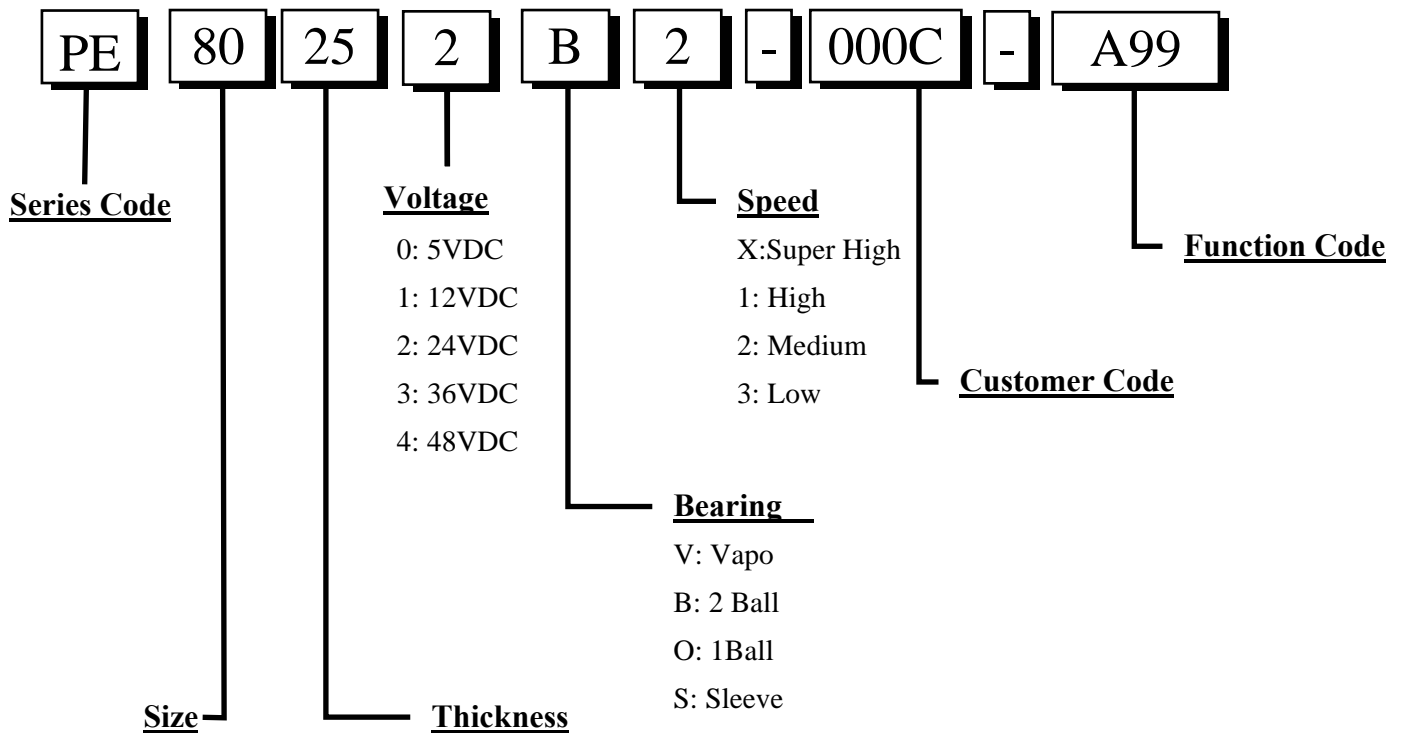 PE 80 25 2 B 2 - 000C - A99
Series Code
Voltage
0: 5VDC
1: 12VDC
2: 24VDC
3: 36VDC
4: 48VDC
Speed
X:Super High
1: High
2: Medium
3: Low
Function Code
Customer Code
Bearing
V: Vapo
B: 2 Ball
O: 1Ball
S: Sleeve
Size
Thickness